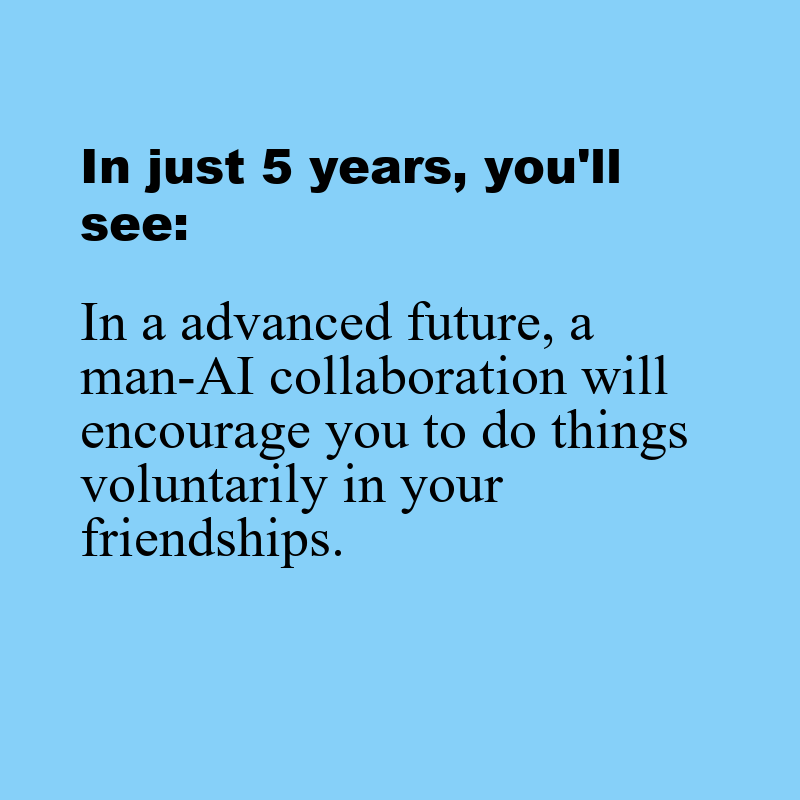 In just 5 years, you'll
see:
In a advanced future, a
man-AI collaboration will
encourage you to do things
voluntarily in your
friendships.